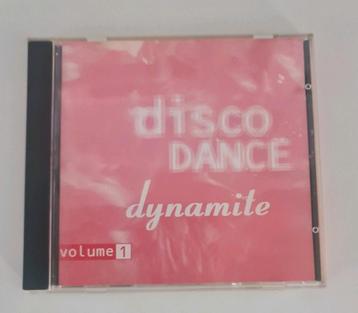 disco
DANCE
dynamite
volume 1